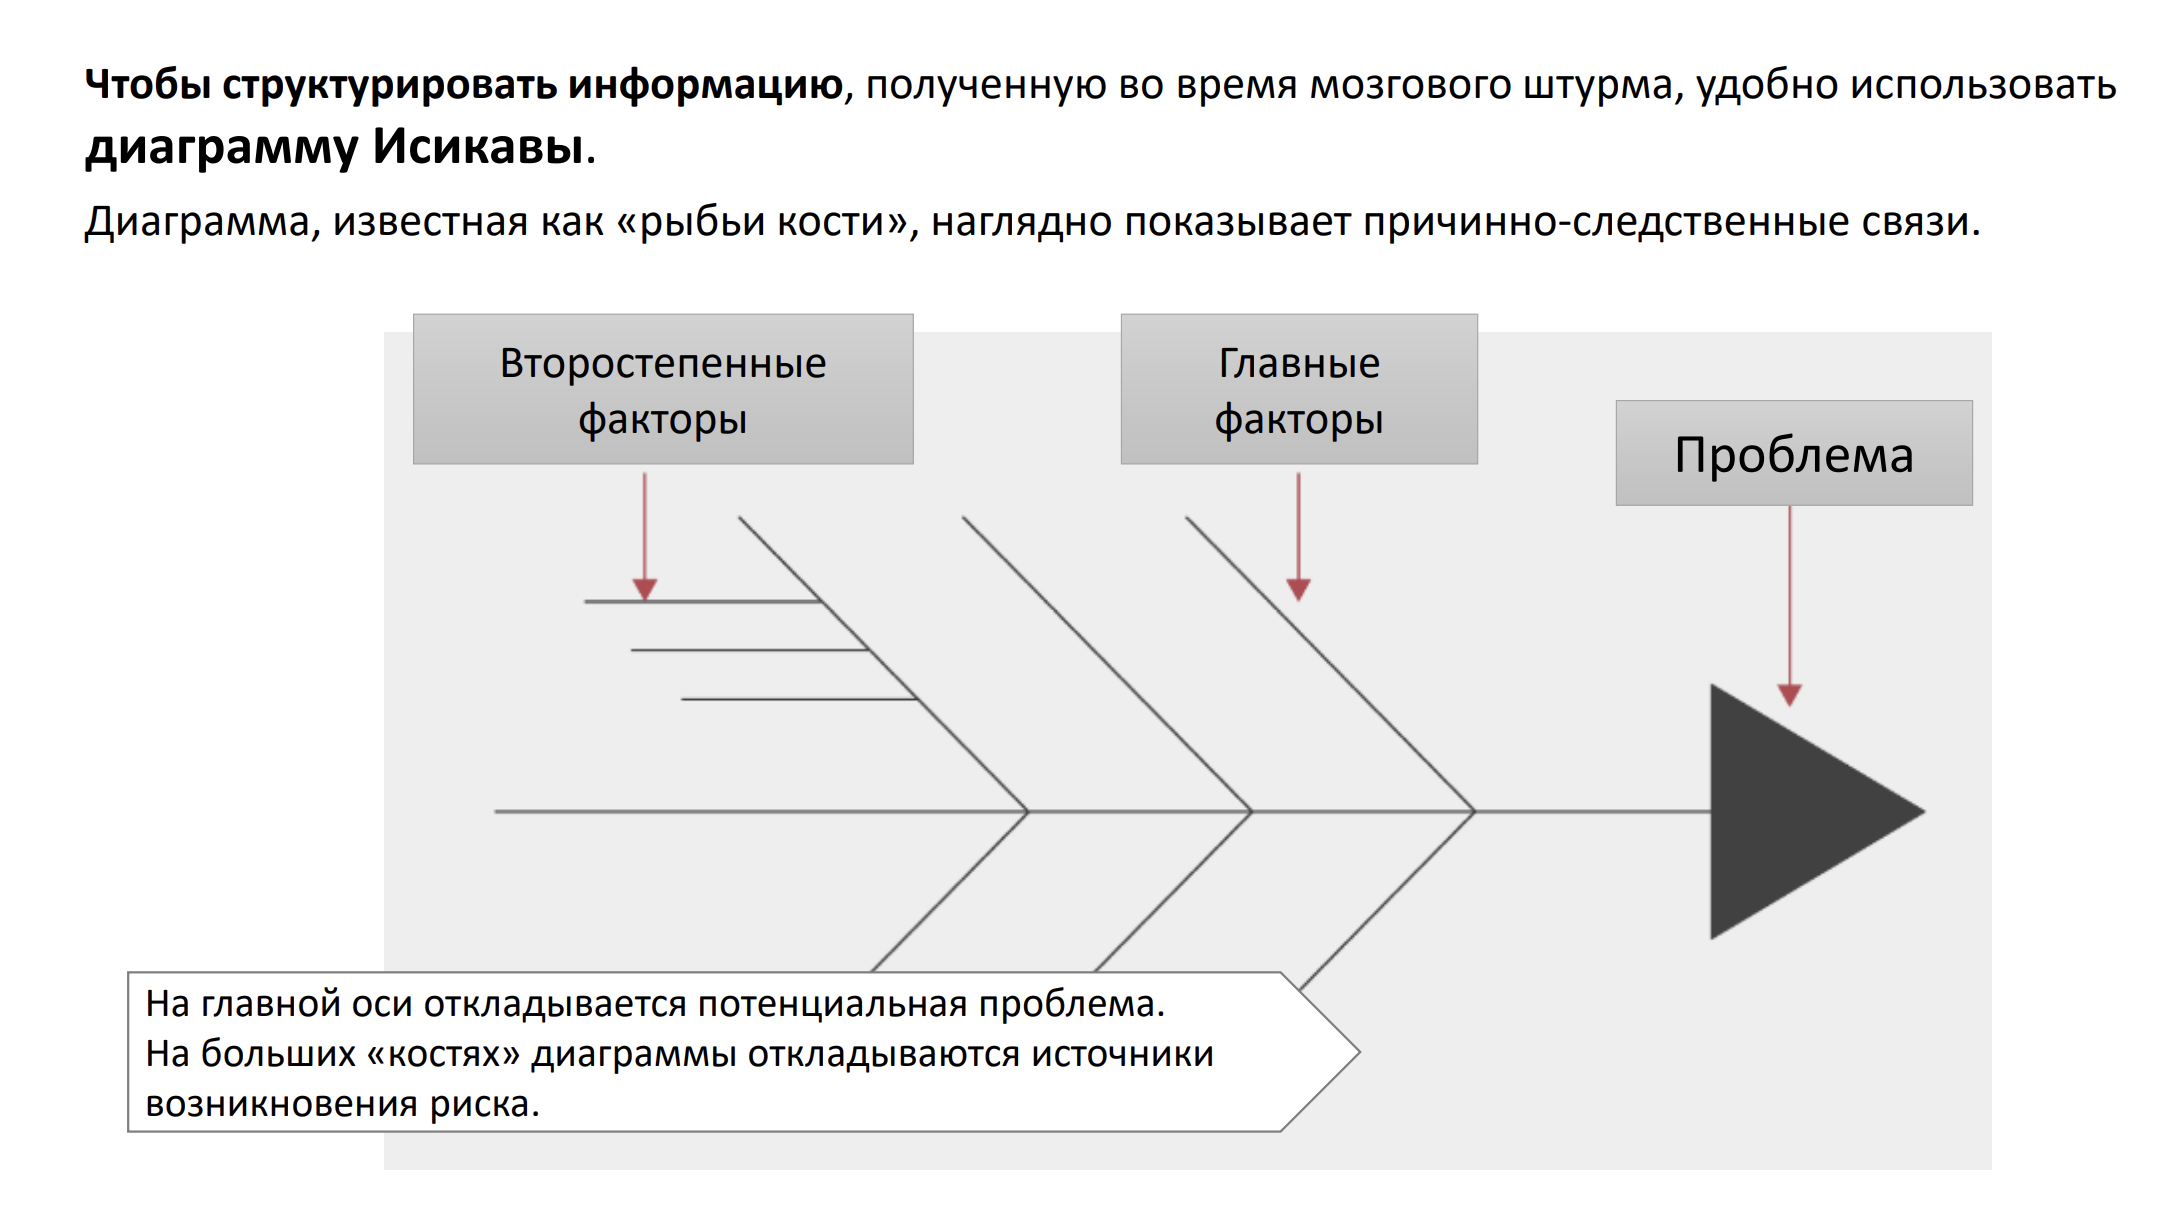 Чтобы структурировать информацию, полученную во время мозгового штурма, удобно использовать
диаграмму Исикавы.
Диаграмма, известная как «рыбьи кости», наглядно показывает причинно-следственные связи.
Второстепенные
факторы
Главные
факторы
Проблема
На главной оси откладывается потенциальная проблема.
На больших «костях» диаграммы откладываются источники
возникновения риска.